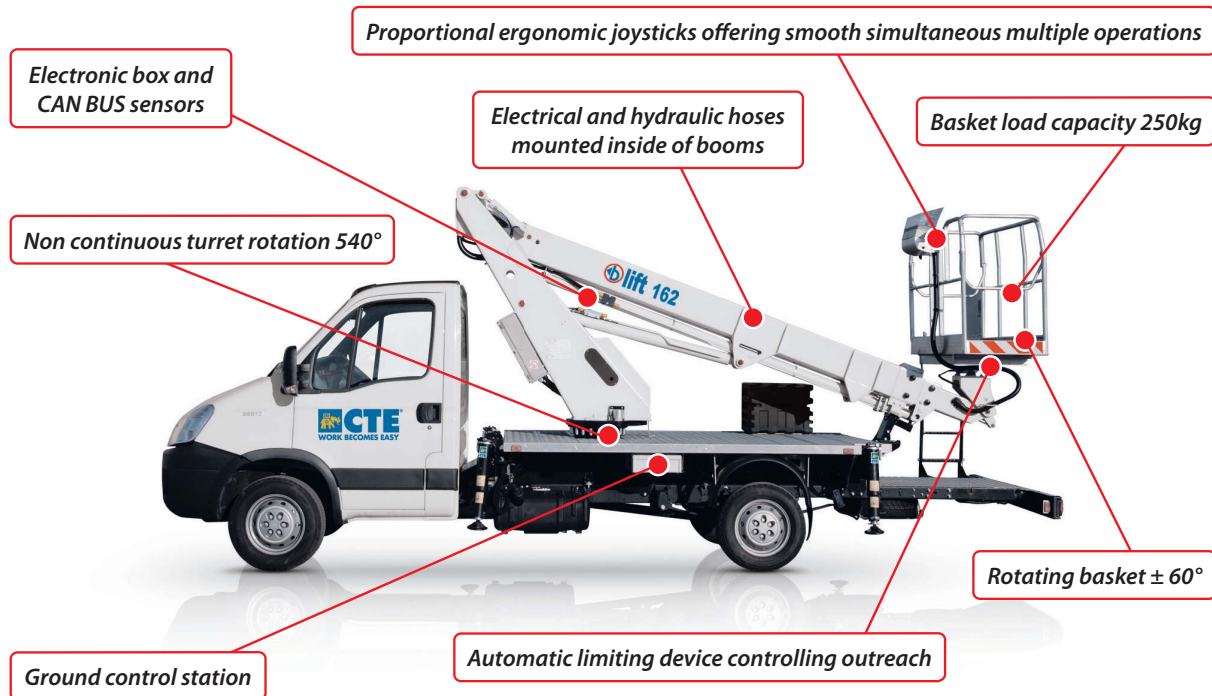 Proportional ergonomic joysticks offering smooth simultaneous multiple operations
Electronic box and
CAN BUS sensors
Electrical and hydraulic hoses
mounted inside of booms
Basket load capacity 250kg
Non continuous turret rotation 540°
lift 162
CTE
WORK BECOMES EASY
Rotating basket ± 60°
Automatic limiting device controlling outreach
Ground control station